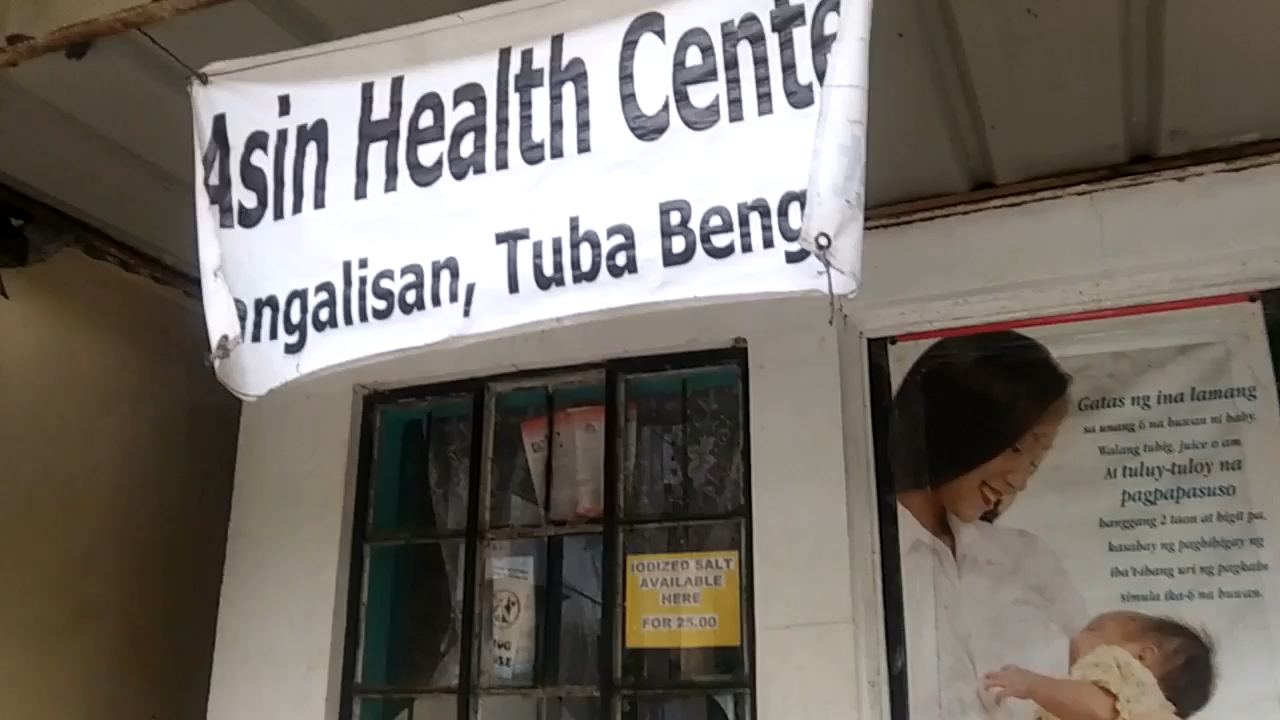 Asin Health Cente
angalisan, Tuba Beng
IODIZED SALT
AVAILABLE
HERE
FOR 25.00
Gatas ng ina lamang
sa unang 6 na buwan ni baby.
Walang tubig, juice o am
At tuluy-tuloy na
pagpapasuso
hanggang 2 taon at higit pa,
kasabay ng pagbibigay ng
iba't-ibang uri ng pagkain
simula ika-6 na buwan.